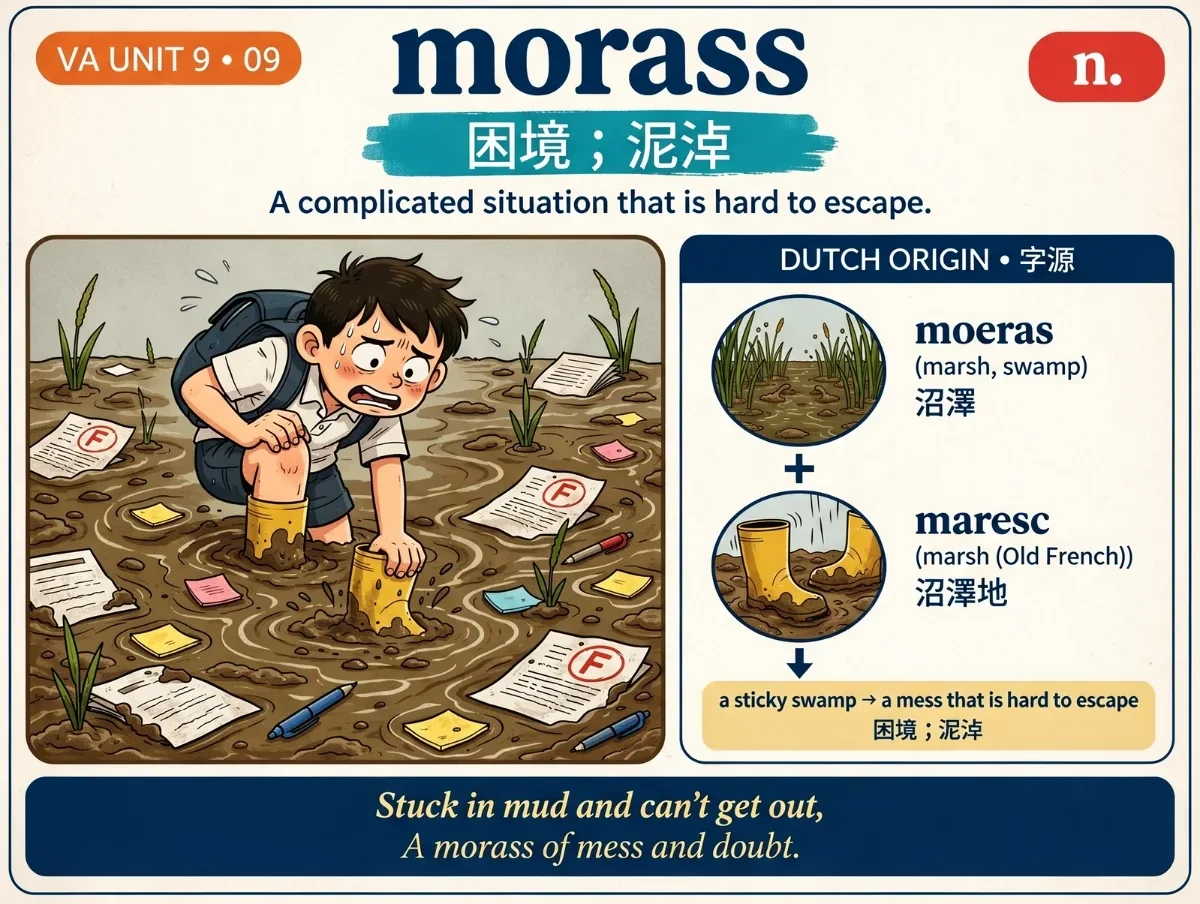 VA UNIT 9 • 09
morass
n.
困境；泥淖
A complicated situation that is hard to escape.
F
F
F
DUTCH ORIGIN • 字源
moeras
(marsh, swamp)
沼澤
+
maresc
(marsh (Old French))
沼澤地
a sticky swamp → a mess that is hard to escape
困境；泥淖
Stuck in mud and can't get out,
A morass of mess and doubt.